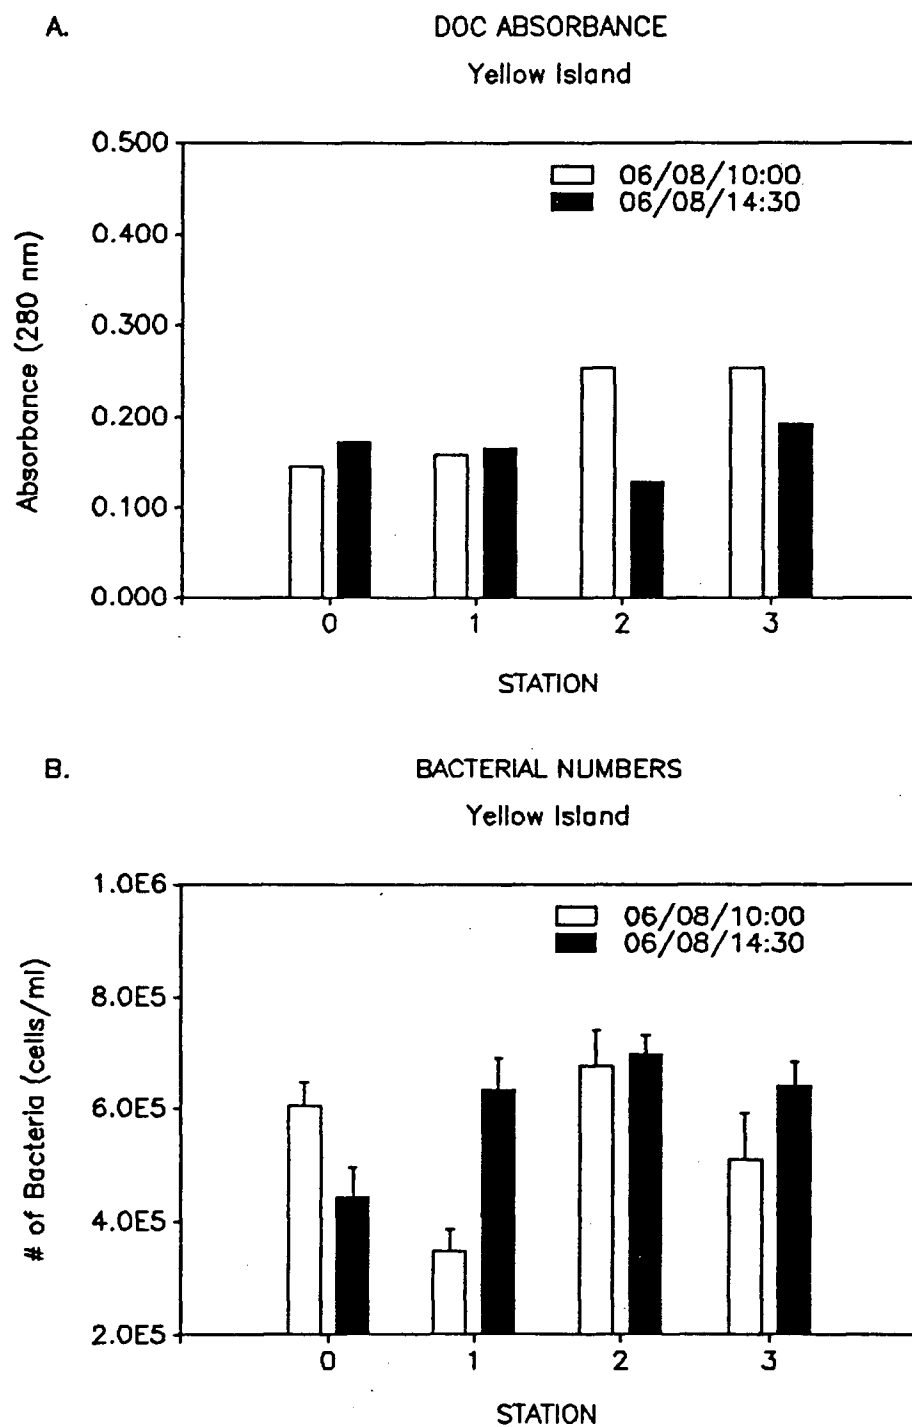 A.
DOC ABSORBANCE
Yellow Island
0.500
0.400
0.300
0.200
0.100
0.000
Absorbance (280 nm)
06/08/10:00
06/08/14:30
0 1 2 3
STATION
B.
BACTERIAL NUMBERS
Yellow Island
1.0E6
8.0E5
6.0E5
4.0E5
2.0E5
# of Bacteria (cells/ml)
06/08/10:00
06/08/14:30
0 1 2 3
STATION